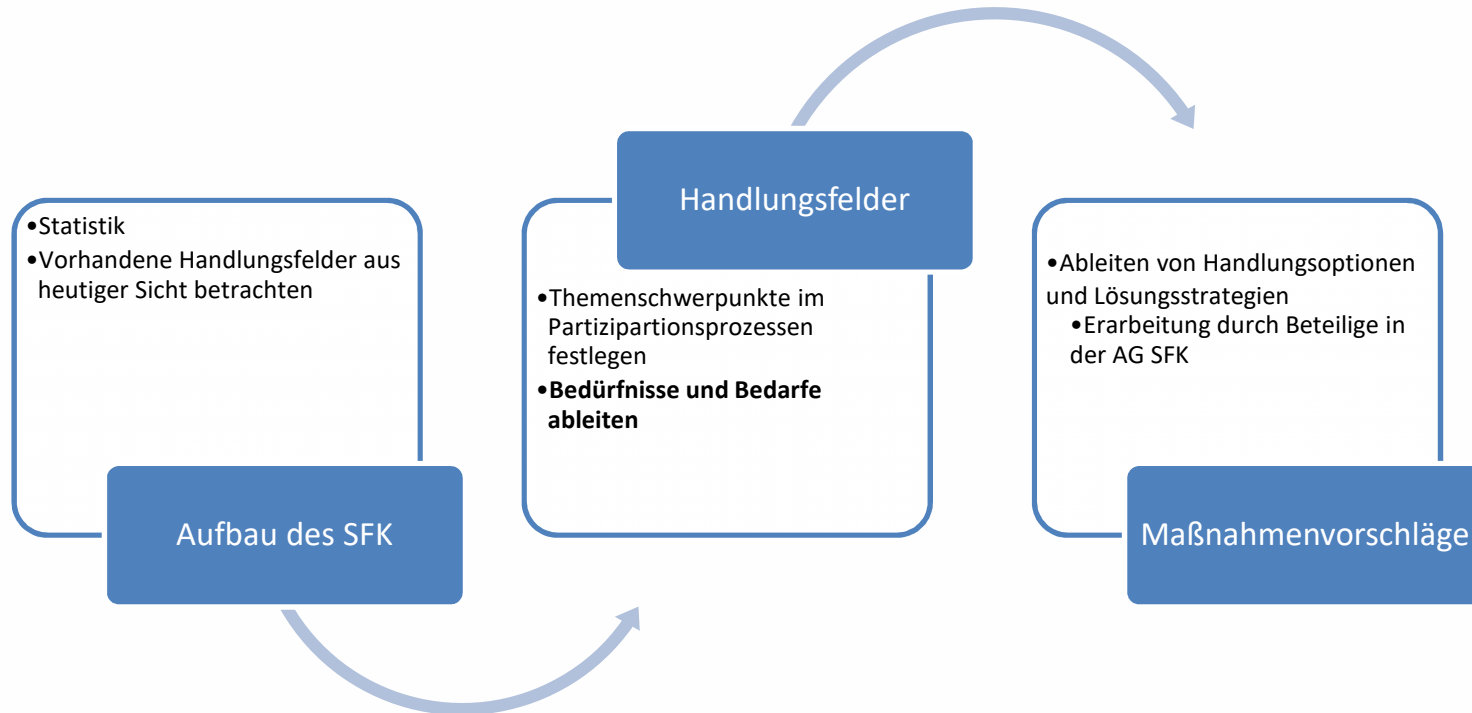 •Statistik
•Vorhandene Handlungsfelder aus
heutiger Sicht betrachten
Aufbau des SFK
Handlungsfelder
•Themenschwerpunkte im
Partizipartionsprozessen
festlegen
•Bedürfnisse und Bedarfe
ableiten
•Ableiten von Handlungsoptionen
und Lösungsstrategien
•Erarbeitung durch Beteilige in
der AG SFK
Maßnahmenvorschläge